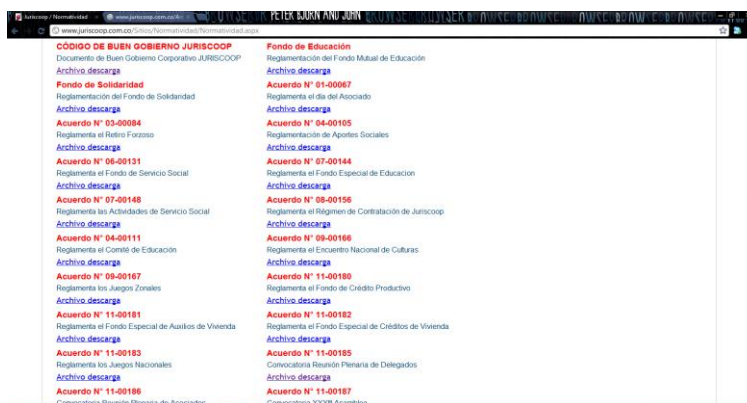 PETER BJORN AND JOHN
Juriscoop / Normatividad
www.juriscoop.com.co/Sitios/Normatividad/Normatividad.aspx
CÓDIGO DE BUEN GOBIERNO JURISCOOP
Documento de Buen Gobierno Corporativo JURISCOOP
Archivo descarga
Fondo de Educación
Reglamentación del Fondo Mutual de Educación
Archivo descarga
Fondo de Solidaridad
Reglamentación del Fondo de Solidaridad
Archivo descarga
Acuerdo N° 01-00067
Reglamenta el día del Asociado
Archivo descarga
Acuerdo N° 03-00084
Reglamenta el Retiro Forzoso
Archivo descarga
Acuerdo N° 04-00105
Reglamentación de Aportes Sociales
Archivo descarga
Acuerdo N° 06-00131
Reglamenta el Fondo de Servicio Social
Archivo descarga
Acuerdo N° 07-00144
Reglamenta el Fondo Especial de Educacion
Archivo descarga
Acuerdo N° 07-00148
Reglamenta las Actividades de Servicio Social
Archivo descarga
Acuerdo N° 08-00156
Reglamenta el Régimen de Contratación de Juriscoop
Archivo descarga
Acuerdo N° 04-00111
Reglamenta el Comité de Educación
Archivo descarga
Acuerdo N° 09-00166
Reglamenta el Encuentro Nacional de Culturas
Archivo descarga
Acuerdo N° 09-00167
Reglamenta los Juegos Zonales
Archivo descarga
Acuerdo N° 11-00180
Reglamenta el Fondo de Crédito Productivo
Archivo descarga
Acuerdo N° 11-00181
Reglamenta el Fondo Especial de Auxilios de Vivienda
Archivo descarga
Acuerdo N° 11-00182
Reglamenta el Fondo Especial de Créditos de Vivienda
Archivo descarga
Acuerdo N° 11-00183
Reglamenta los Juegos Nacionales
Archivo descarga
Acuerdo N° 11-00185
Convocatoria Reunión Plenaria de Delegados
Archivo descarga
Acuerdo N° 11-00186
Convocatoria Reunión Plenaria de Asociados
Acuerdo N° 11-00187
Convocatoria XXXII Asamblea